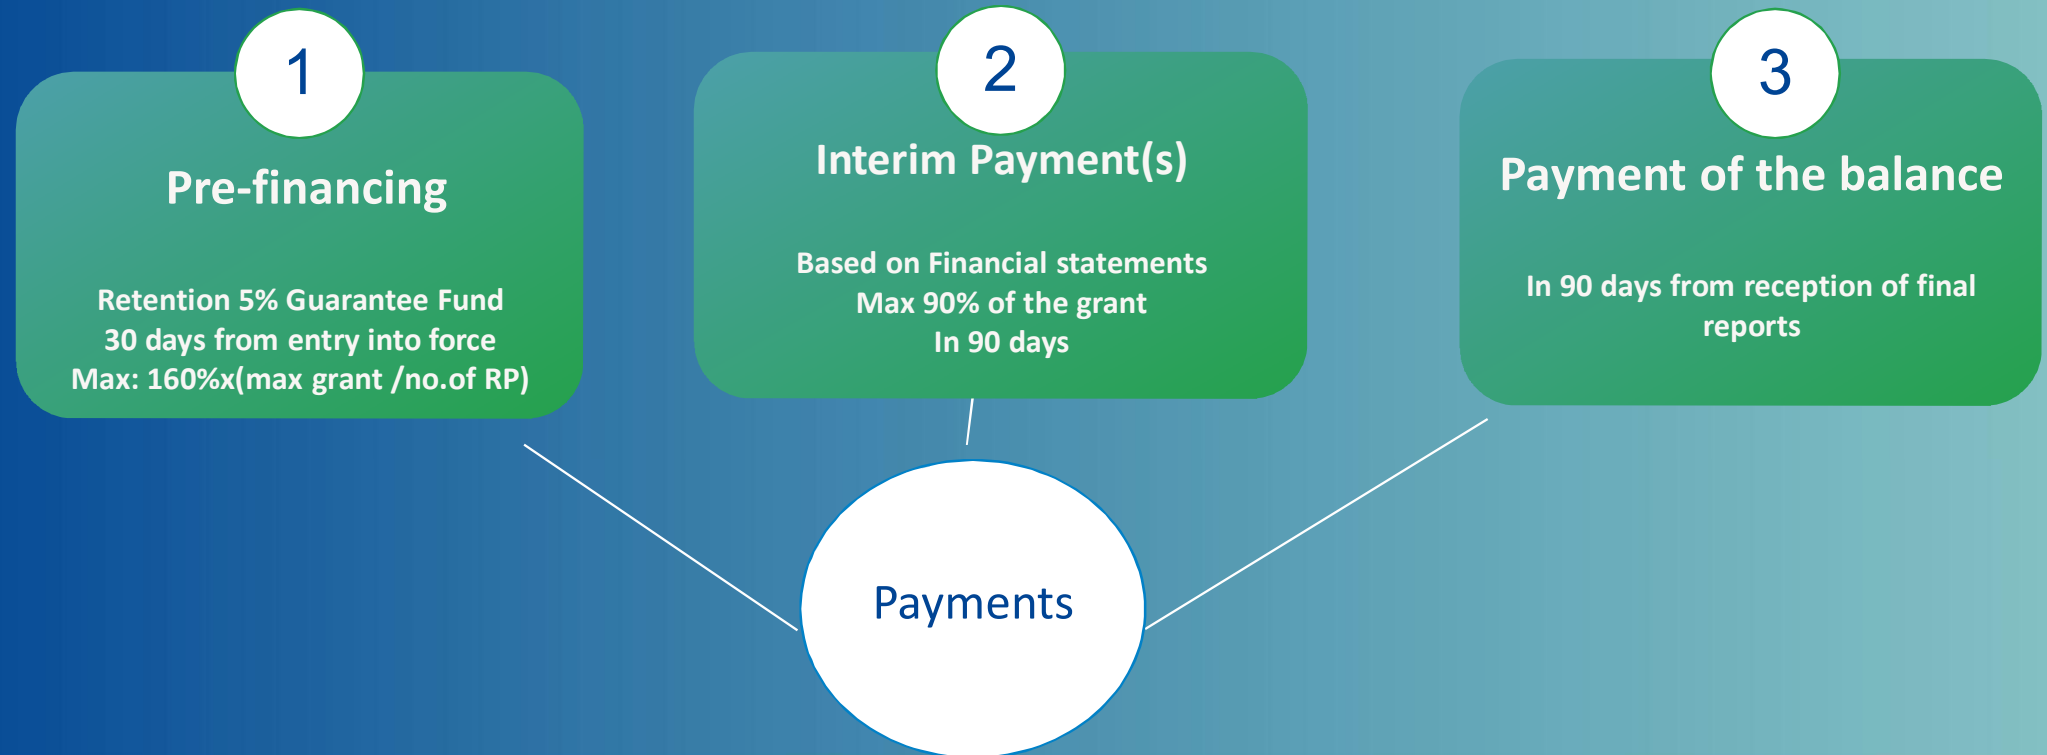 1
Pre-financing
Retention 5% Guarantee Fund
30 days from entry into force
Max: 160%x(max grant /no.of RP)
2
Interim Payment(s)
Based on Financial statements
Max 90% of the grant
In 90 days
3
Payment of the balance
In 90 days from reception of final
reports
Payments